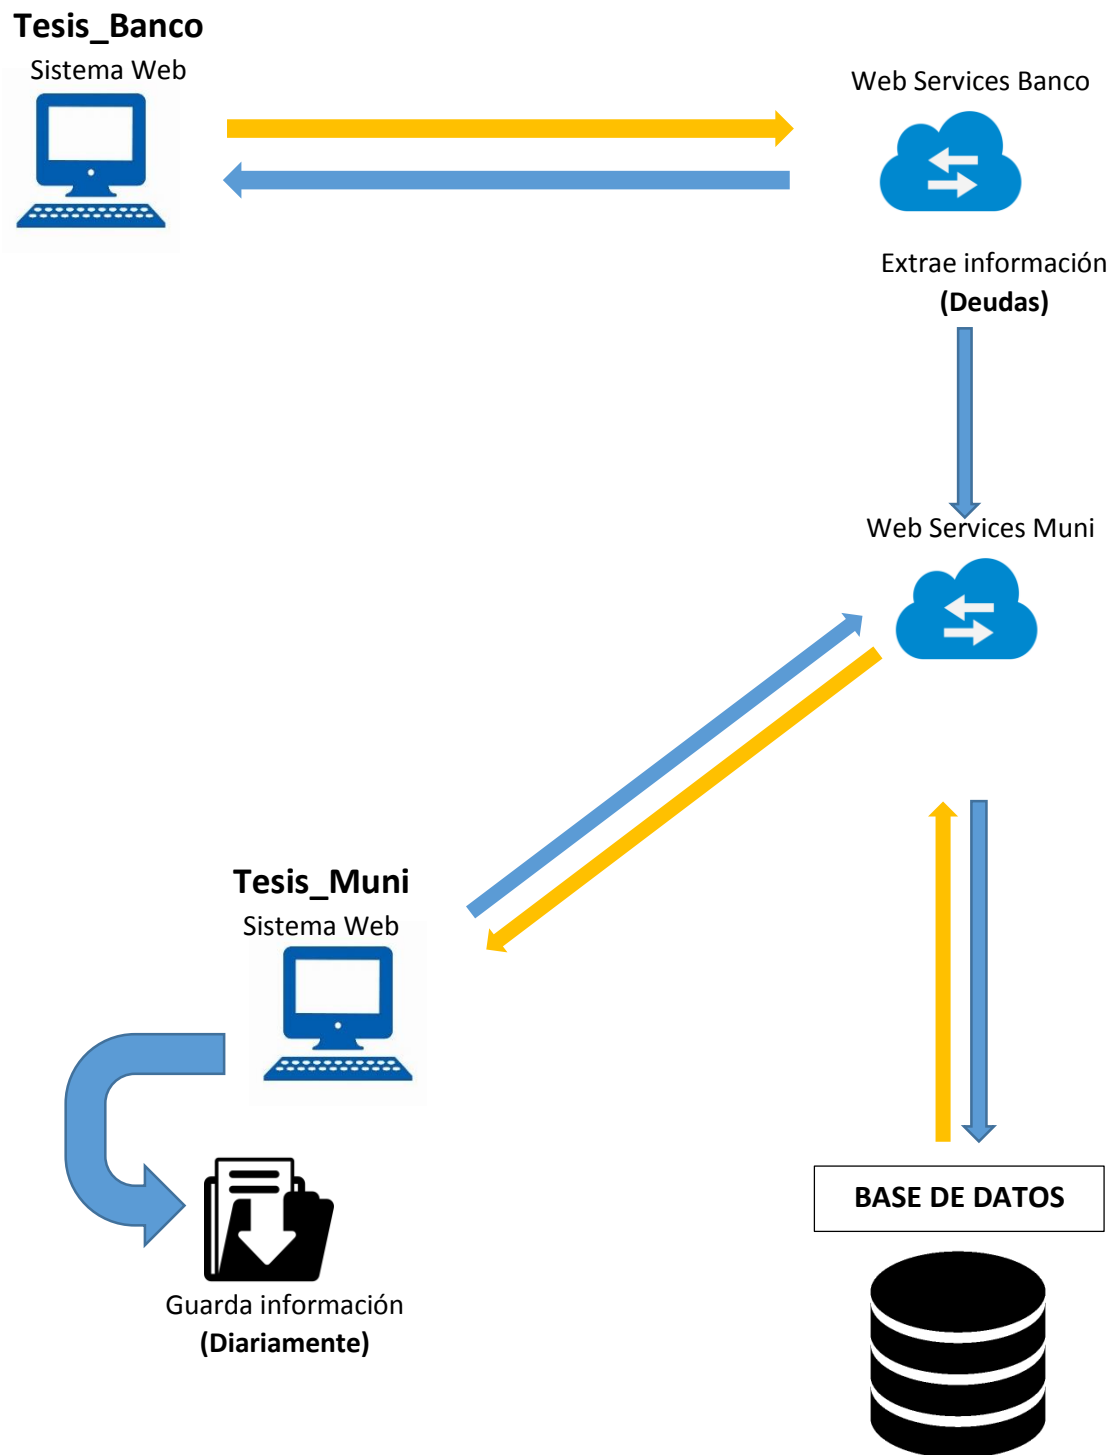 Tesis_Banco
Sistema Web
Web Services Banco
Extrae información
(Deudas)
Web Services Muni
Tesis_Muni
Sistema Web
BASE DE DATOS
Guarda información
(Diariamente)